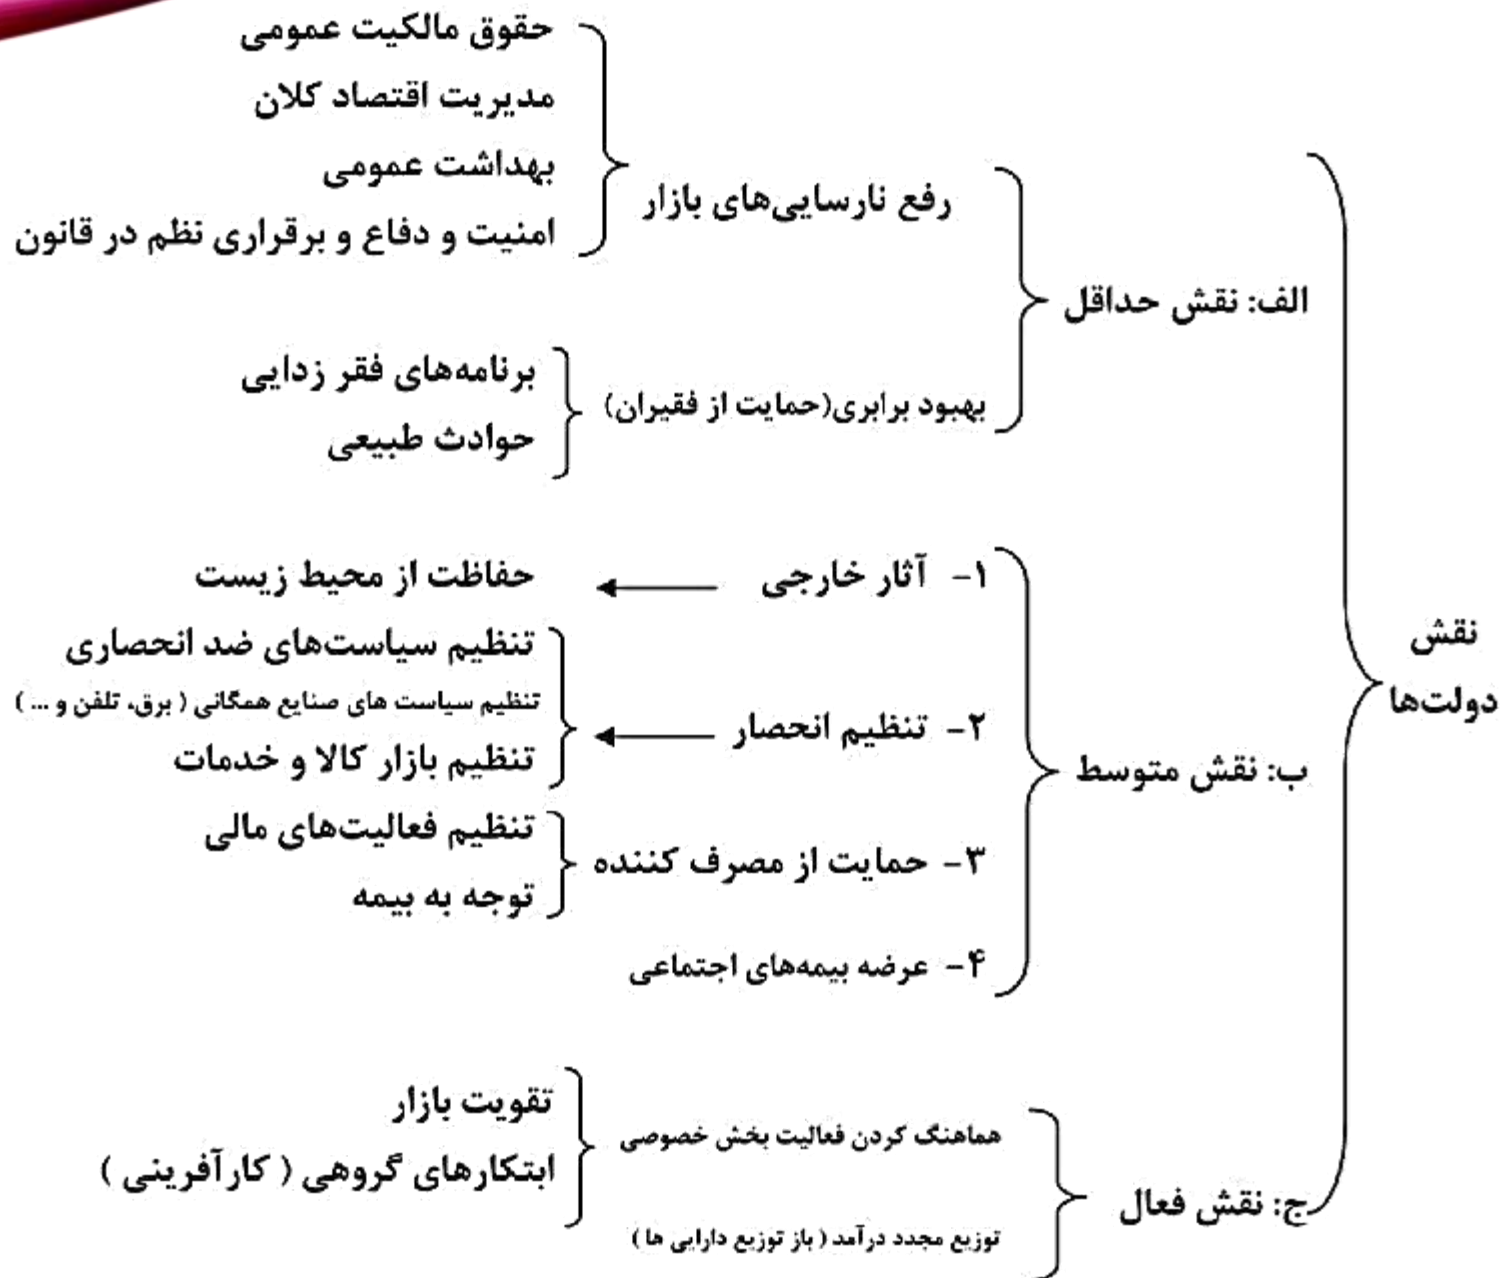 نقش
دولت‌ها
الف: نقش حداقل
رفع نارسایی‌های بازار
حقوق مالکیت عمومی
مدیریت اقتصاد کلان
بهداشت عمومی
امنیت و دفاع و برقراری نظم در قانون
بهبود برابری(حمایت از فقیران)
برنامه‌های فقر زدایی
حوادث طبیعی
ب: نقش متوسط
۱- آثار خارجی
حفاظت از محیط زیست
۲- تنظیم انحصار
تنظیم سیاست‌های ضد انحصاری
تنظیم سیاست های صنایع همگانی ( برق، تلفن و ... )
تنظیم بازار کالا و خدمات
۳- حمایت از مصرف کننده
تنظیم فعالیت‌های مالی
توجه به بیمه
۴- عرضه بیمه‌های اجتماعی
ج: نقش فعال
هماهنگ کردن فعالیت بخش خصوصی
تقویت بازار
ابتکارهای گروهی ( کارآفرینی )
توزیع مجدد درآمد ( باز توزیع دارایی ها )